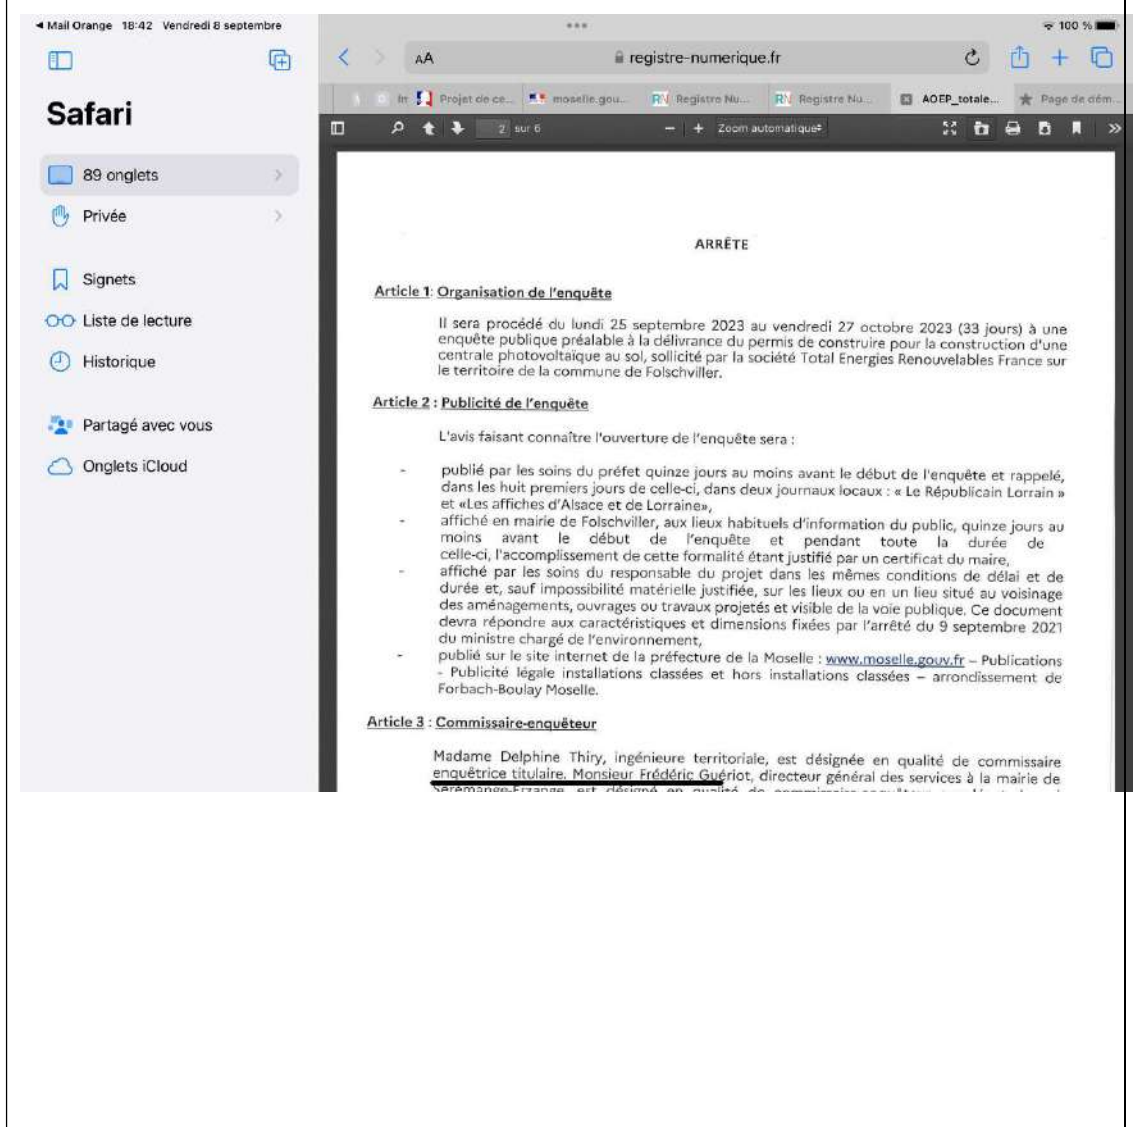 ◀ Mail Orange 18:42 Vendredi 8 septembre
100 %
AA registre-numerique.fr
Projet de ce... moselle.gou... RN Registre Nu... RN Registre Nu... AOEP_totale... Page de dém...
2 sur 6 − + Zoom automatique
Safari
89 onglets
Privée
Signets
Liste de lecture
Historique
Partagé avec vous
Onglets iCloud
ARRÊTE
Article 1: Organisation de l'enquête
Il sera procédé du lundi 25 septembre 2023 au vendredi 27 octobre 2023 (33 jours) à une
enquête publique préalable à la délivrance du permis de construire pour la construction d'une
centrale photovoltaïque au sol, sollicité par la société Total Energies Renouvelables France sur
le territoire de la commune de Folschviller.
Article 2 : Publicité de l'enquête
L'avis faisant connaître l'ouverture de l'enquête sera :
- publié par les soins du préfet quinze jours au moins avant le début de l'enquête et rappelé,
dans les huit premiers jours de celle-ci, dans deux journaux locaux : « Le Républicain Lorrain »
et «Les affiches d'Alsace et de Lorraine»,
- affiché en mairie de Folschviller, aux lieux habituels d'information du public, quinze jours au
moins avant le début de l'enquête et pendant toute la durée de
celle-ci, l'accomplissement de cette formalité étant justifié par un certificat du maire,
- affiché par les soins du responsable du projet dans les mêmes conditions de délai et de
durée et, sauf impossibilité matérielle justifiée, sur les lieux ou en un lieu situé au voisinage
des aménagements, ouvrages ou travaux projetés et visible de la voie publique. Ce document
devra répondre aux caractéristiques et dimensions fixées par l'arrêté du 9 septembre 2021
du ministre chargé de l'environnement,
- publié sur le site internet de la préfecture de la Moselle : www.moselle.gouv.fr – Publications
- Publicité légale installations classées et hors installations classées – arrondissement de
Forbach-Boulay Moselle.
Article 3 : Commissaire-enquêteur
Madame Delphine Thiry, ingénieure territoriale, est désignée en qualité de commissaire
enquêtrice titulaire. Monsieur Frédéric Guériot, directeur général des services à la mairie de
Serémange-Erzange, est désigné en qualité de